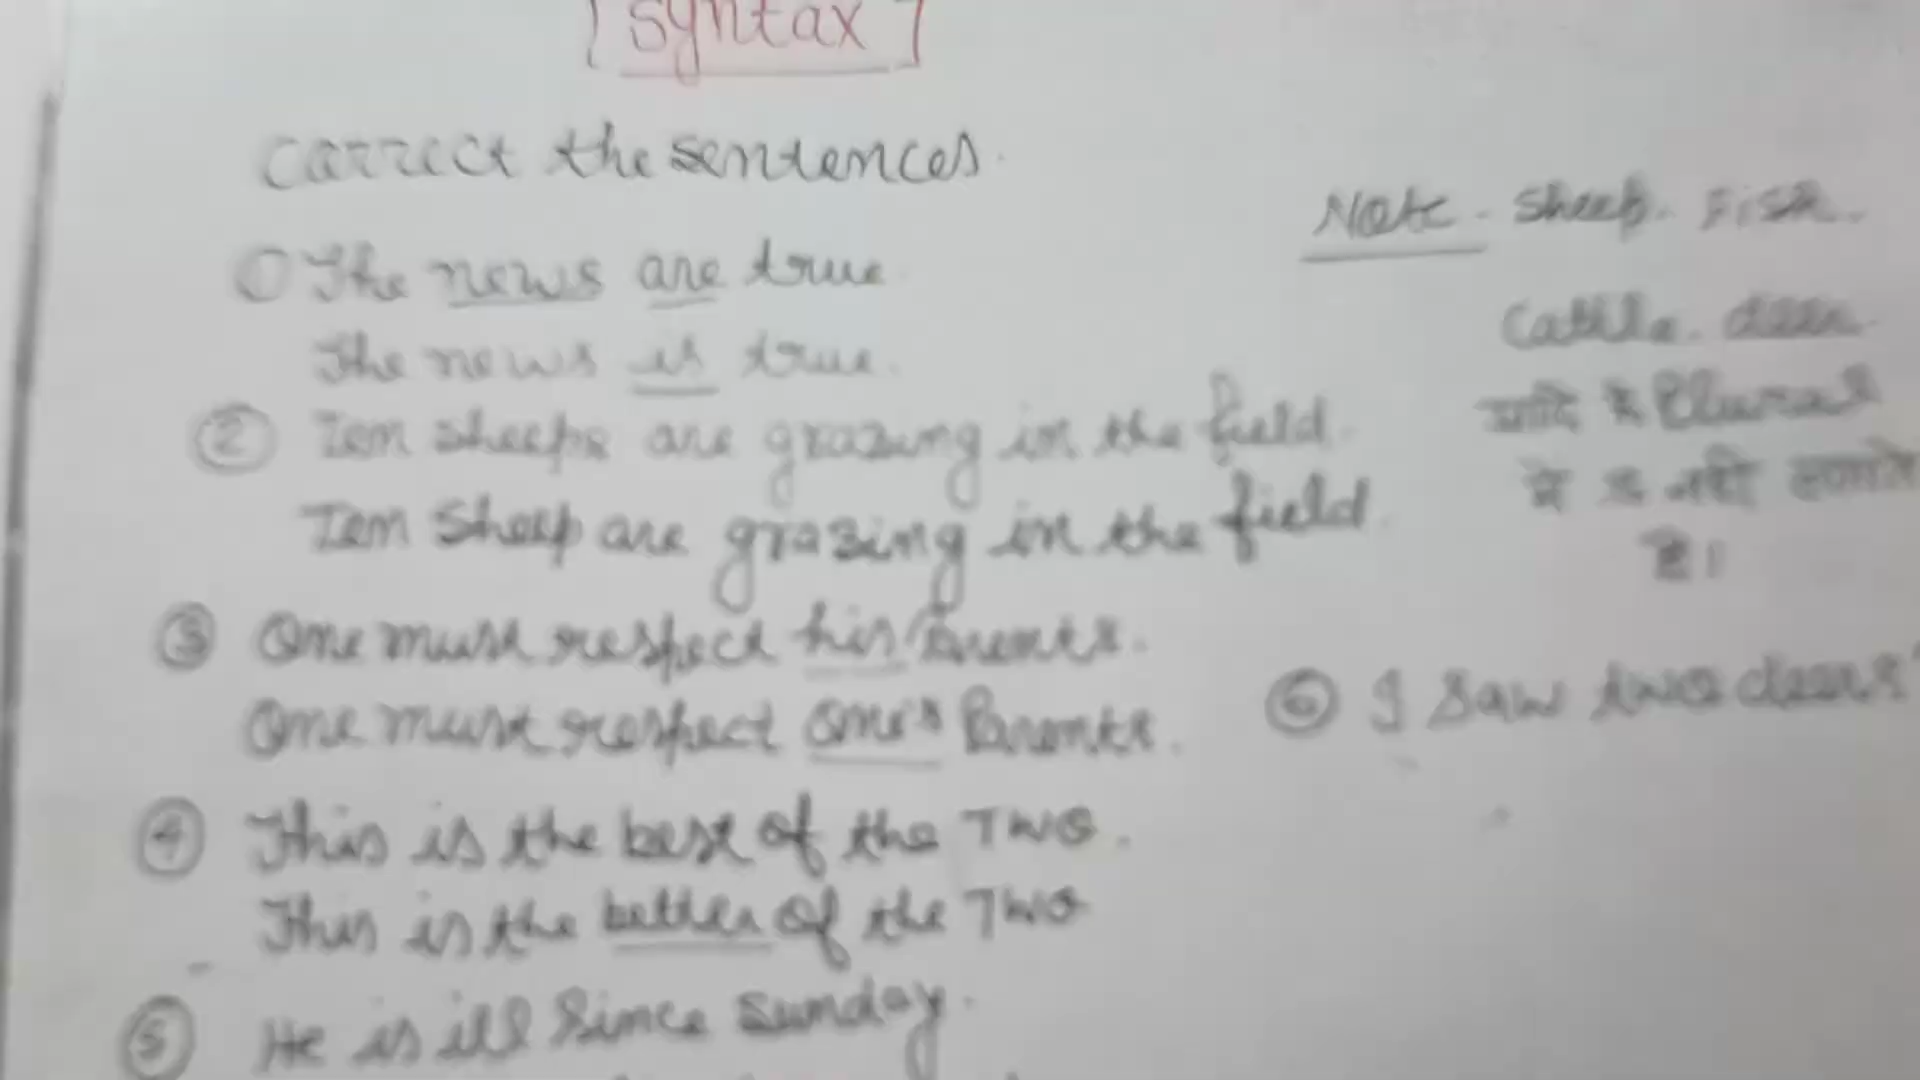 [Syntax]
Correct the sentences.
① The news are true.
The news is true.
② Ten sheeps are grazing in the field.
Ten Sheep are grazing in the field.
③ One must respect his Parents.
One must respect one's Parents.
④ This is the best of the Two.
This is the better of the Two
⑤ He is ill Since Sunday.
Note - Sheep. Fish.
Cattle. deer
आदि के Plural
में s नही लगाते
है।
⑥ I Saw two deers